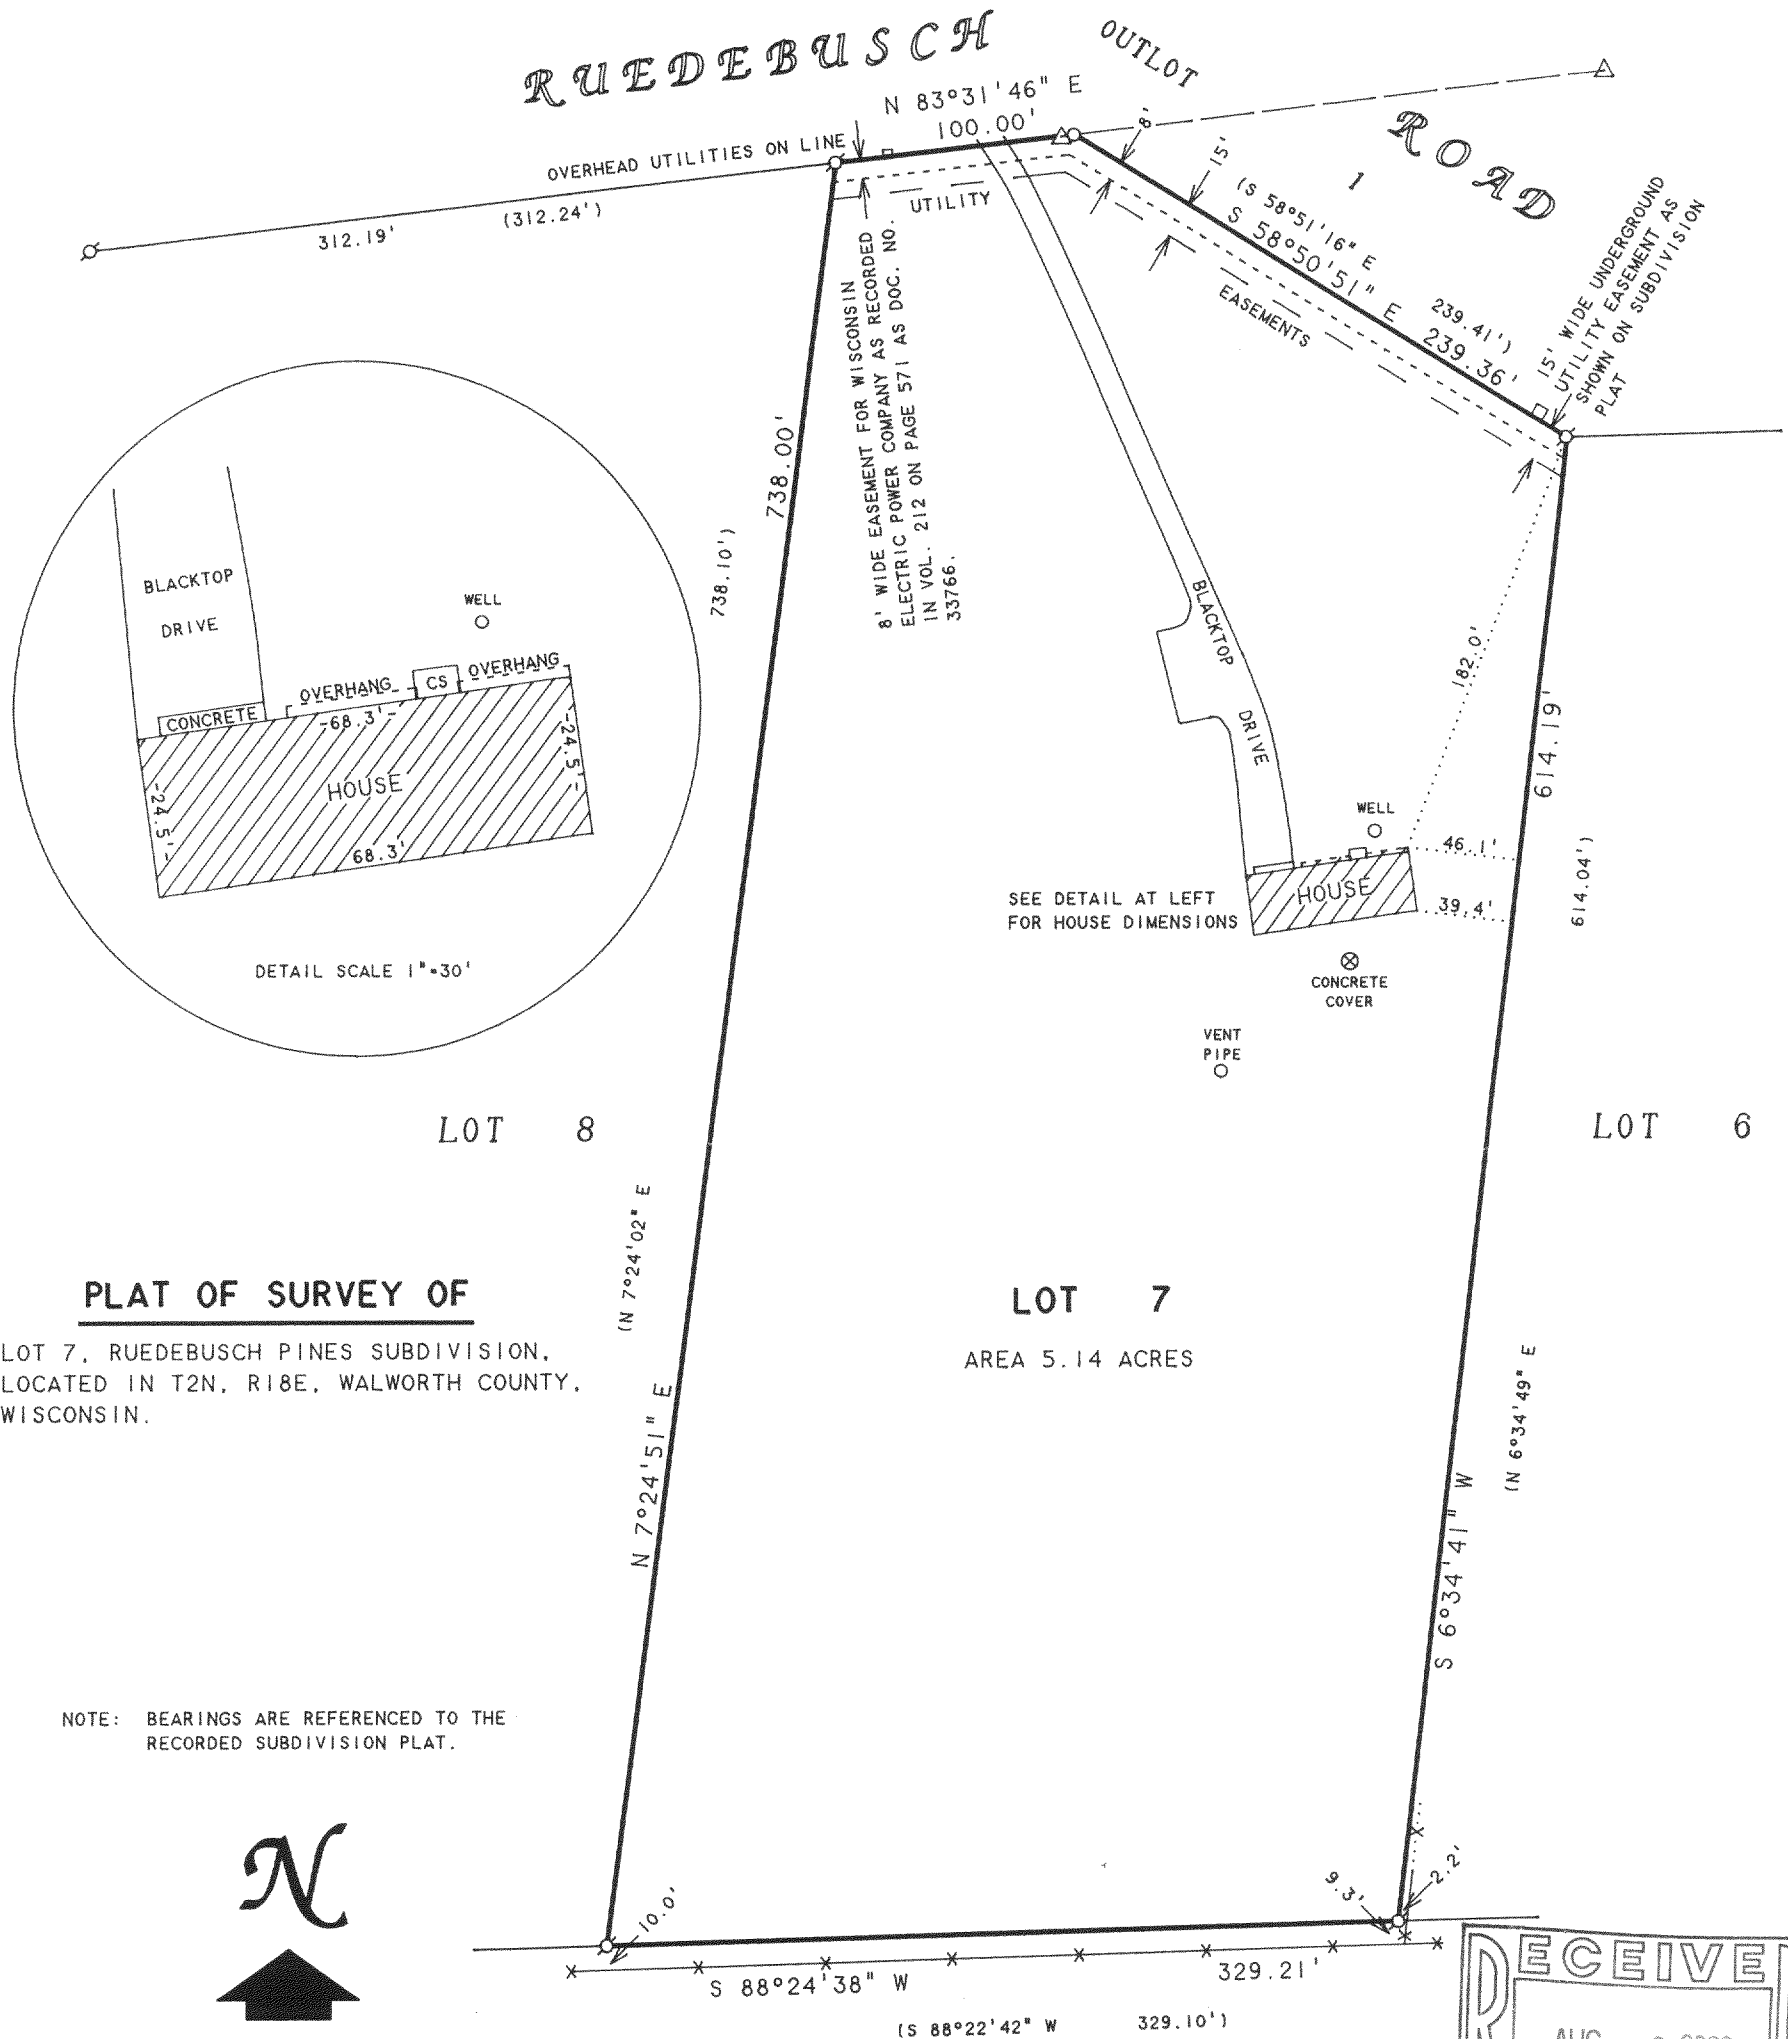 RUEDEBUSCH
OUTLOT
1
ROAD
N 83°31'46" E
100.00'
OVERHEAD UTILITIES ON LINE
312.19'
(312.24')
8'
15'
UTILITY
EASEMENTS
(S 58°51'16" E
239.41')
S 58°50'51" E
239.36'
15' WIDE UNDERGROUND
UTILITY EASEMENT AS
SHOWN ON SUBDIVISION
PLAT
8' WIDE EASEMENT FOR WISCONSIN
ELECTRIC POWER COMPANY AS RECORDED
IN VOL. 212 ON PAGE 571 AS DOC. NO.
33766.
738.00'
738.10')
BLACKTOP
DRIVE
WELL
OVERHANG
CS
OVERHANG
CONCRETE
-68.3'-
-24.5'-
HOUSE
-24.5'-
68.3'
DETAIL SCALE 1"=30'
BLACKTOP
DRIVE
182.0'
614.19'
614.04')
WELL
46.1'
HOUSE
39.4'
SEE DETAIL AT LEFT
FOR HOUSE DIMENSIONS
CONCRETE
COVER
VENT
PIPE
LOT 8
LOT 6
(N 7°24'02" E
N 7°24'51" E
PLAT OF SURVEY OF
LOT 7, RUEDEBUSCH PINES SUBDIVISION,
LOCATED IN T2N, R18E, WALWORTH COUNTY,
WISCONSIN.
LOT 7
AREA 5.14 ACRES
(N 6°34'49" E
S 6°34'41" W
NOTE: BEARINGS ARE REFERENCED TO THE
RECORDED SUBDIVISION PLAT.
N
10.0'
9.3'
2.2'
S 88°24'38" W
329.21'
(S 88°22'42" W 329.10')
RECEIVE
AUG